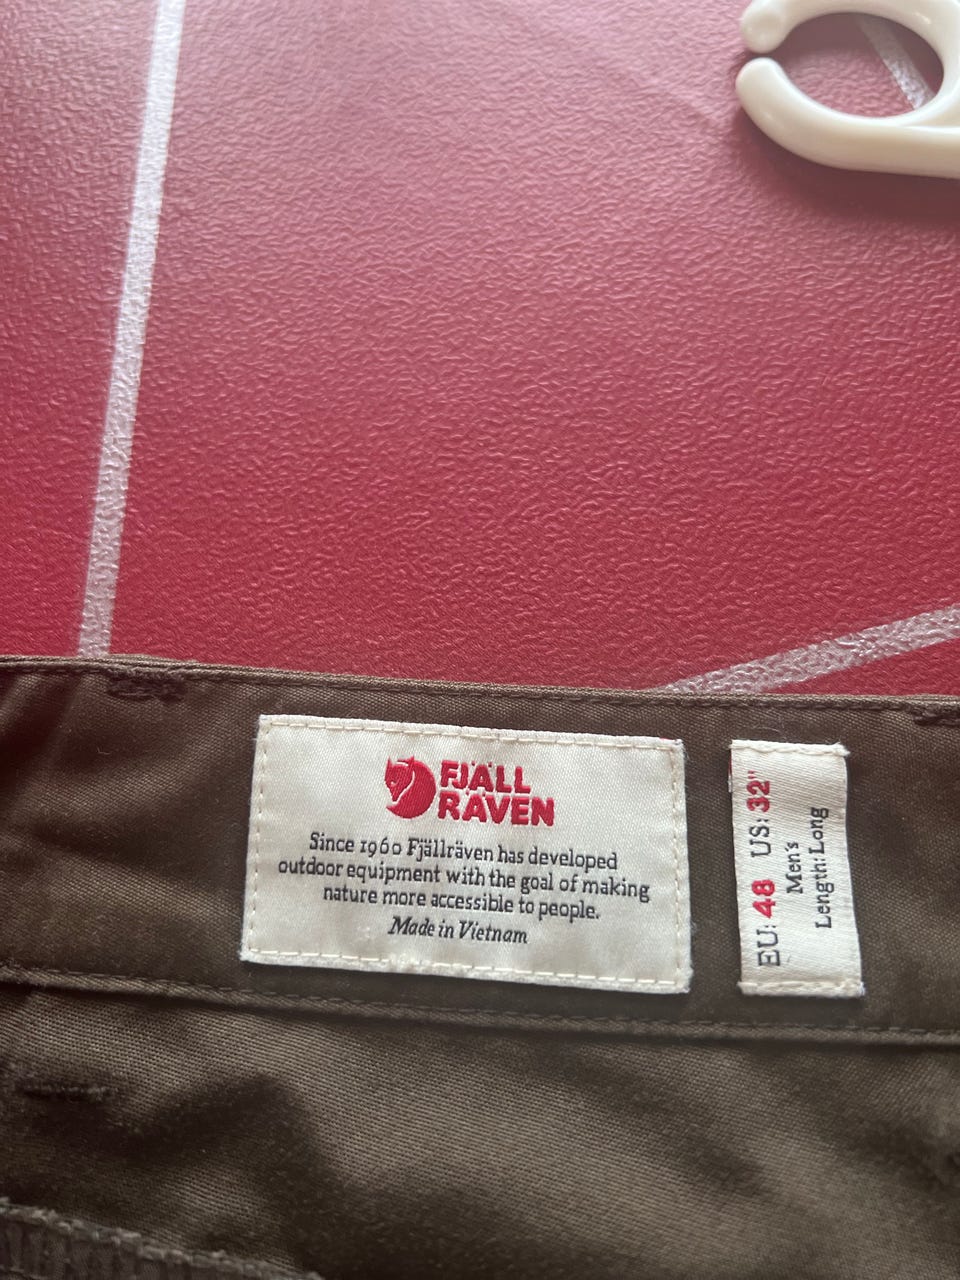 FJÄLL
RÄVEN
Since 1960 Fjällräven has developed
outdoor equipment with the goal of making
nature more accessible to people.
Made in Vietnam
EU: 48 US: 32"
Men's
Length: Long